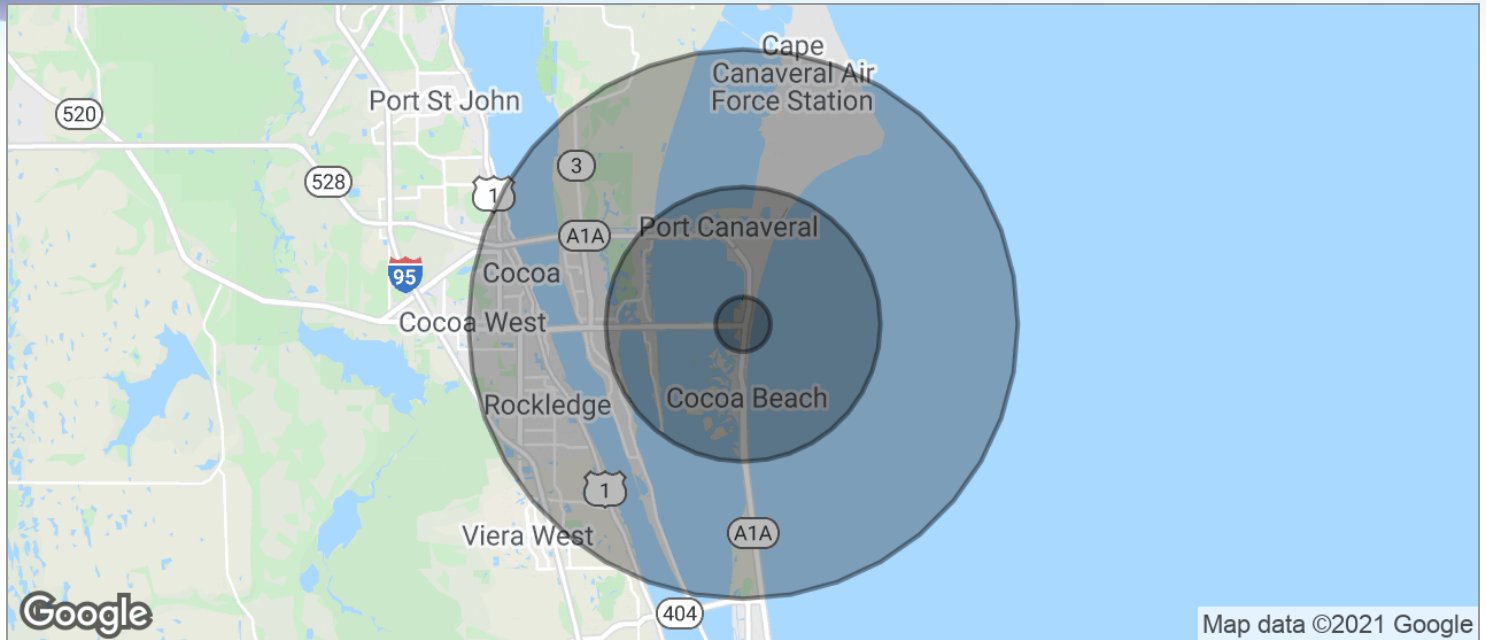 Cape
Canaveral Air
Force Station
Port St John
520
3
528
1
Port Canaveral
A1A
Cocoa
95
Cocoa West
Cocoa Beach
Rockledge
1
Viera West
A1A
404
Google
Map data ©2021 Google